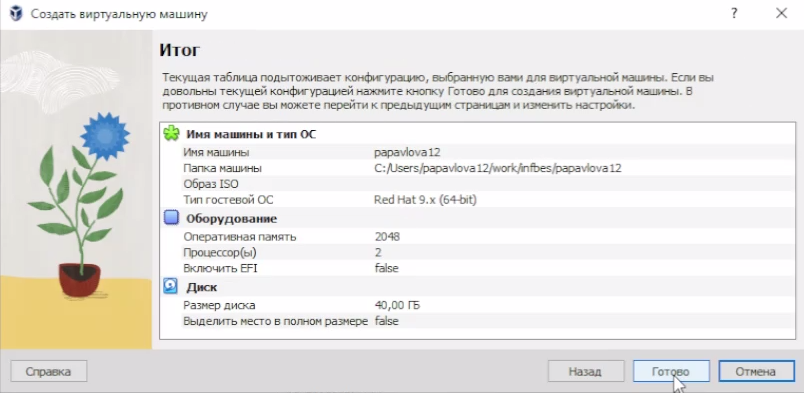 Создать виртуальную машину
?
Итог
Текущая таблица подытоживает конфигурацию, выбранную вами для виртуальной машины. Если вы
довольны текущей конфигурацией нажмите кнопку Готово для создания виртуальной машины. В
противном случае вы можете перейти к предыдущим страницам и изменить настройки.
Имя машины и тип ОС
Имя машины papavlova12
Папка машины C:/Users/papavlova12/work/infbes/papavlova12
Образ ISO
Тип гостевой ОС Red Hat 9.x (64-bit)
Оборудование
Оперативная память 2048
Процессор(ы) 2
Включить EFI false
Диск
Размер диска 40,00 ГБ
Выделить место в полном размере false
Справка Назад Готово Отмена